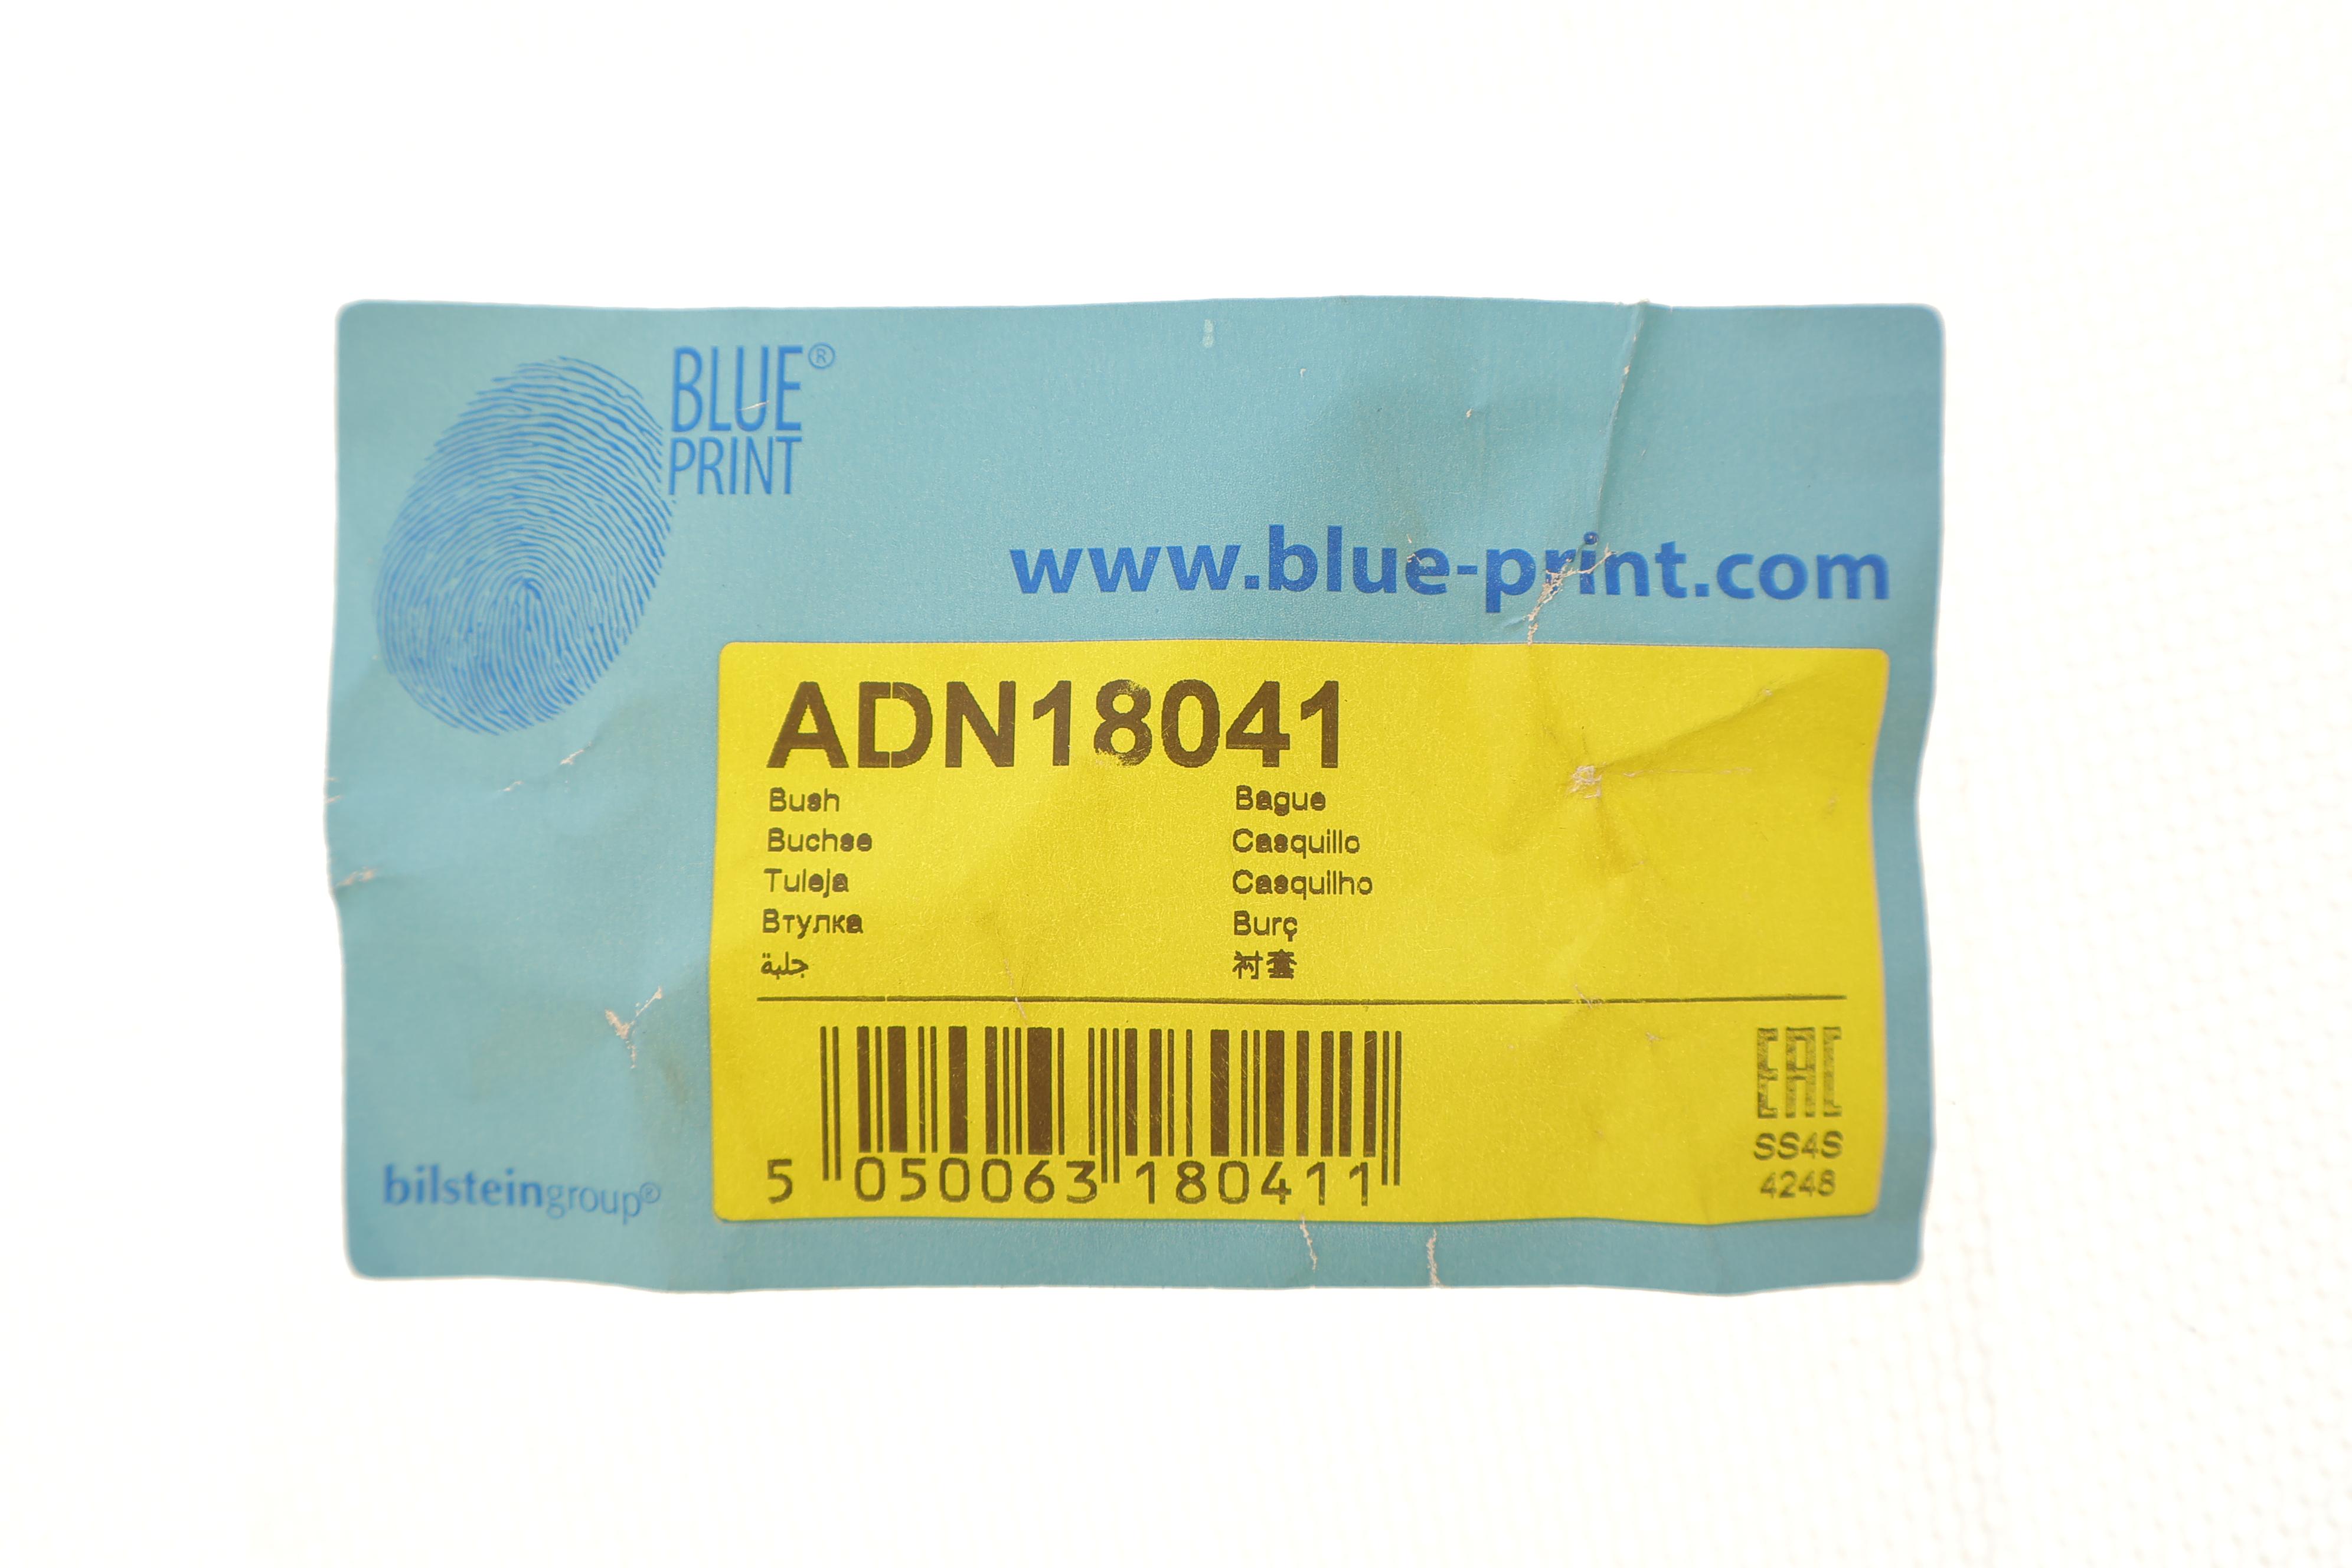 BLUE®
PRINT
www.blue-print.com
ADN18041
Bush
Buchse
Tuleja
Втулка
جلبة
Bague
Casquillo
Casquilho
Burç
衬套
5 050063 180411
EAC
SS4S
4248
bilsteingroup®